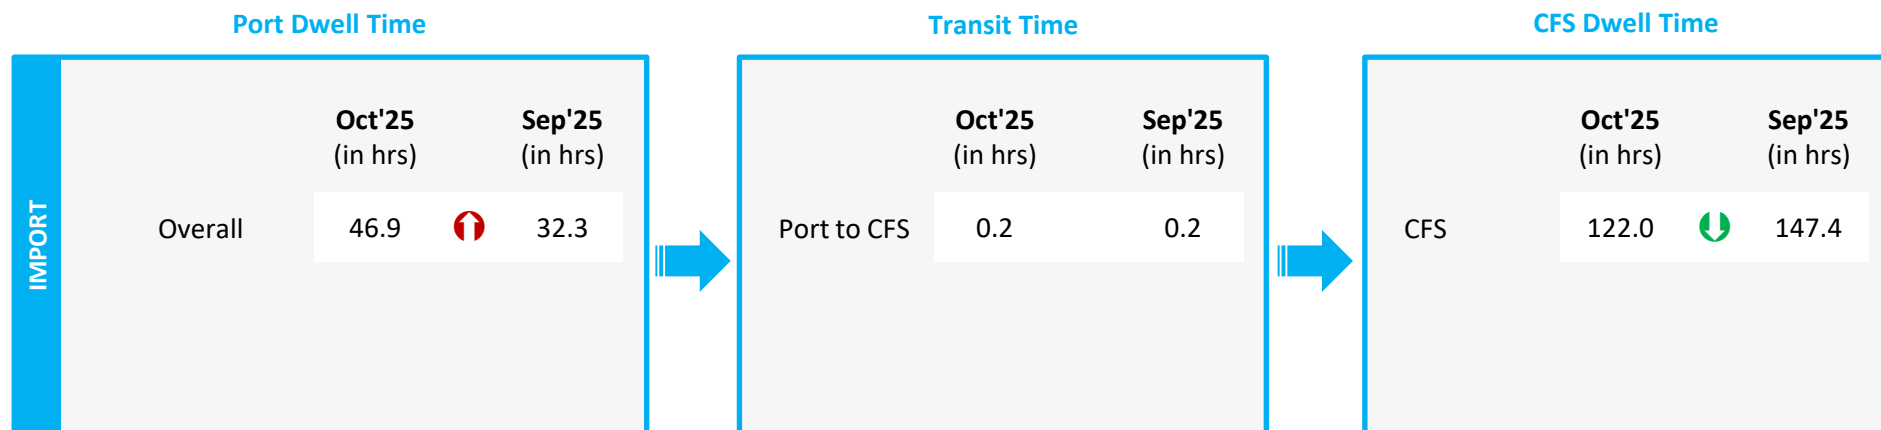 Port Dwell Time
Transit Time
CFS Dwell Time
IMPORT
Oct'25 Sep'25
(in hrs) (in hrs)
Overall 46.9 32.3
Oct'25 Sep'25
(in hrs) (in hrs)
Port to CFS 0.2 0.2
Oct'25 Sep'25
(in hrs) (in hrs)
CFS 122.0 147.4